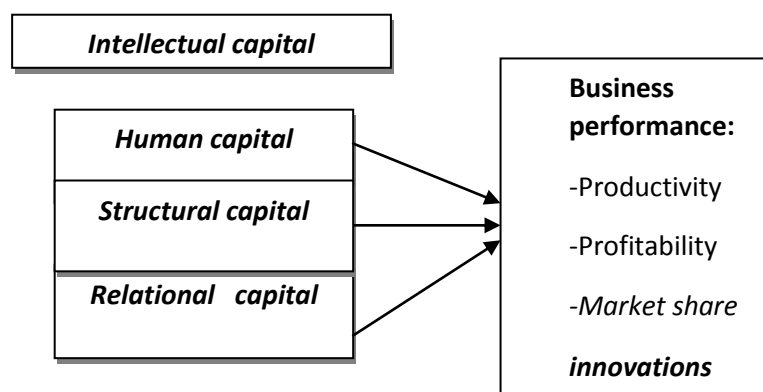 Intellectual capital
Human capital
Structural capital
Relational capital
Business
performance:
-Productivity
-Profitability
-Market share
innovations